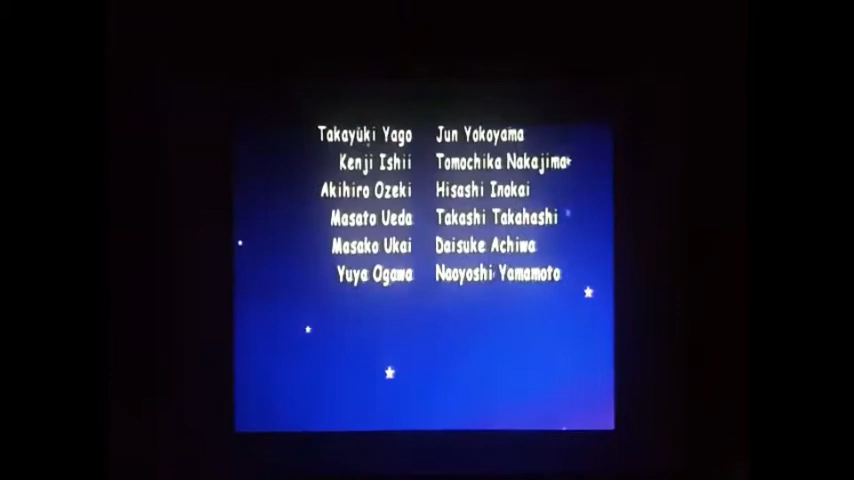 Takayuki Yago Jun Yokoyama
Kenji Ishii Tomochika Nakajima
Akihiro Ozeki Hisashi Inokai
Masato Ueda Takashi Takahashi
Masako Ukai Daisuke Achiwa
Yuya Ogawa Naoyoshi Yamamoto